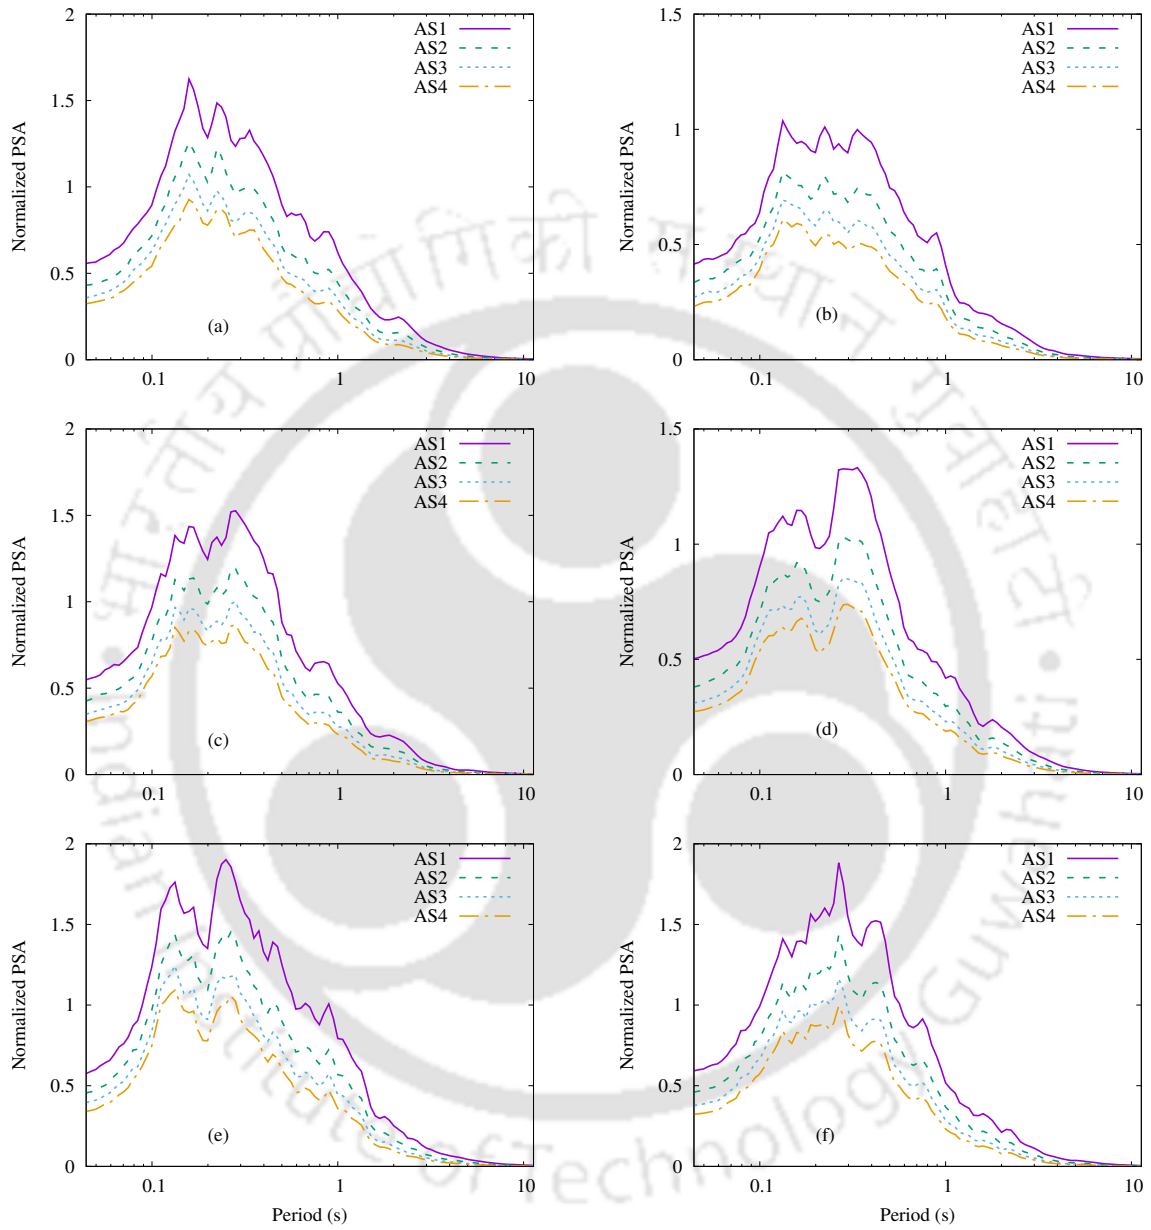 2
1.5
1
0.5
0
Normalized PSA
AS1
AS2
AS3
AS4
(a)
0.1 1 10
1.5
1
0.5
0
Normalized PSA
AS1
AS2
AS3
AS4
(b)
0.1 1 10
2
1.5
1
0.5
0
Normalized PSA
AS1
AS2
AS3
AS4
(c)
0.1 1 10
1.5
1
0.5
0
Normalized PSA
AS1
AS2
AS3
AS4
(d)
0.1 1 10
2
1.5
1
0.5
0
Normalized PSA
AS1
AS2
AS3
AS4
(e)
0.1 1 10
Period (s)
2
1.5
1
0.5
0
Normalized PSA
AS1
AS2
AS3
AS4
(f)
0.1 1 10
Period (s)
भारतीय प्रौद्योगिकी संस्थान गुवाहाटी
Indian Institute of Technology Guwahati